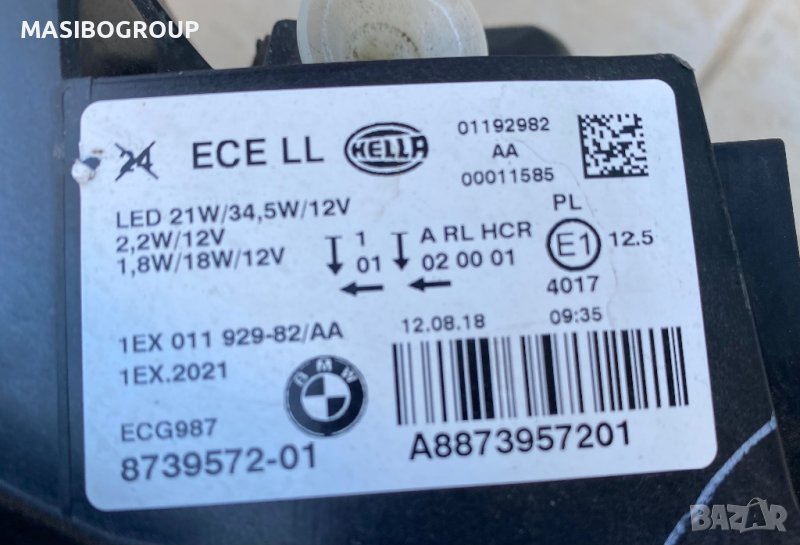 MASIBOGROUP
24 ECE LL HELLA
01192982
AA
00011585
LED 21W/34,5W/12V
2,2W/12V
1,8W/18W/12V
1 A RL HCR
01 02 00 01
PL
E1 12.5
4017
1EX 011 929-82/AA
12.08.18 09:35
1EX.2021
BMW
ECG987
8739572-01
A8873957201
BAZAR